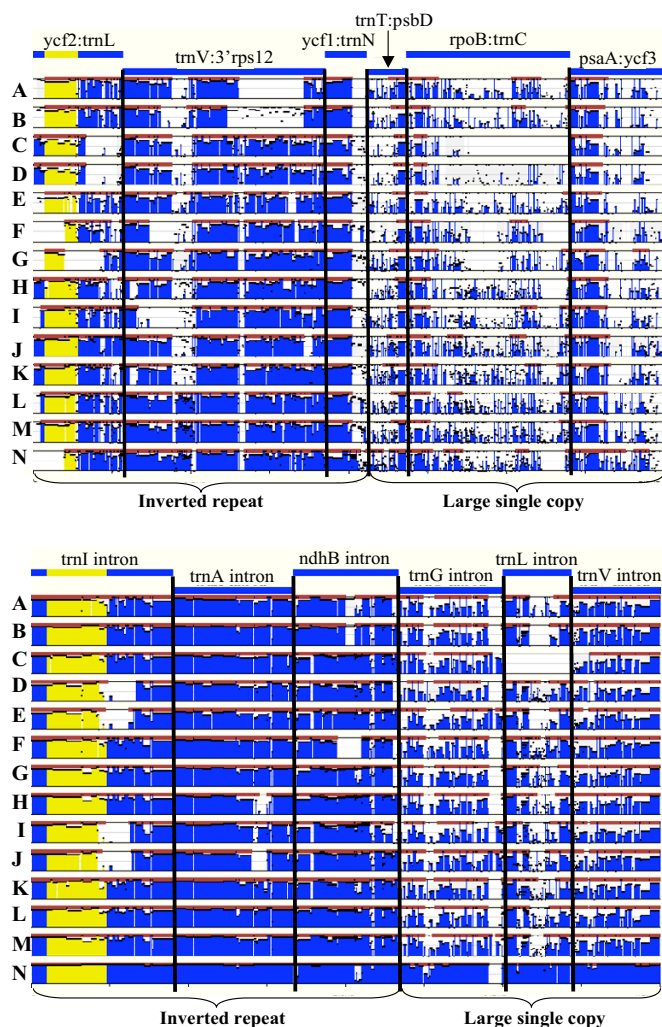 trnT:psbD
ycf2:trnL
ycf1:trnN
rpoB:trnC
trnV:3’rps12
psaA:ycf3
A
B
C
D
E
F
G
H
I
J
K
L
M
N
Inverted repeat
Large single copy
trnI intron
ndhB intron
trnL intron
trnA intron
trnG intron
trnV intron
A
B
C
D
E
F
G
H
I
J
K
L
M
N
Inverted repeat
Large single copy